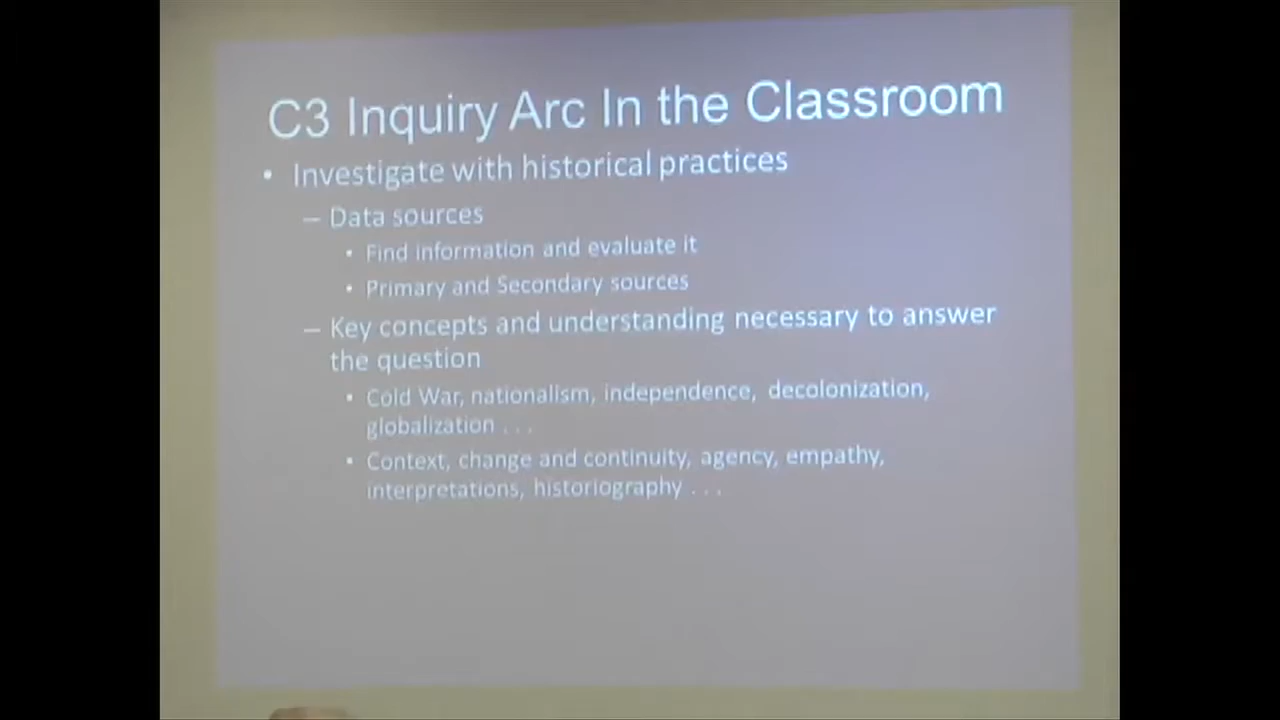 C3 Inquiry Arc In the Classroom
• Investigate with historical practices
– Data sources
• Find information and evaluate it
• Primary and Secondary sources
– Key concepts and understanding necessary to answer
the question
• Cold War, nationalism, independence, decolonization,
globalization . . .
• Context, change and continuity, agency, empathy,
interpretations, historiography . . .